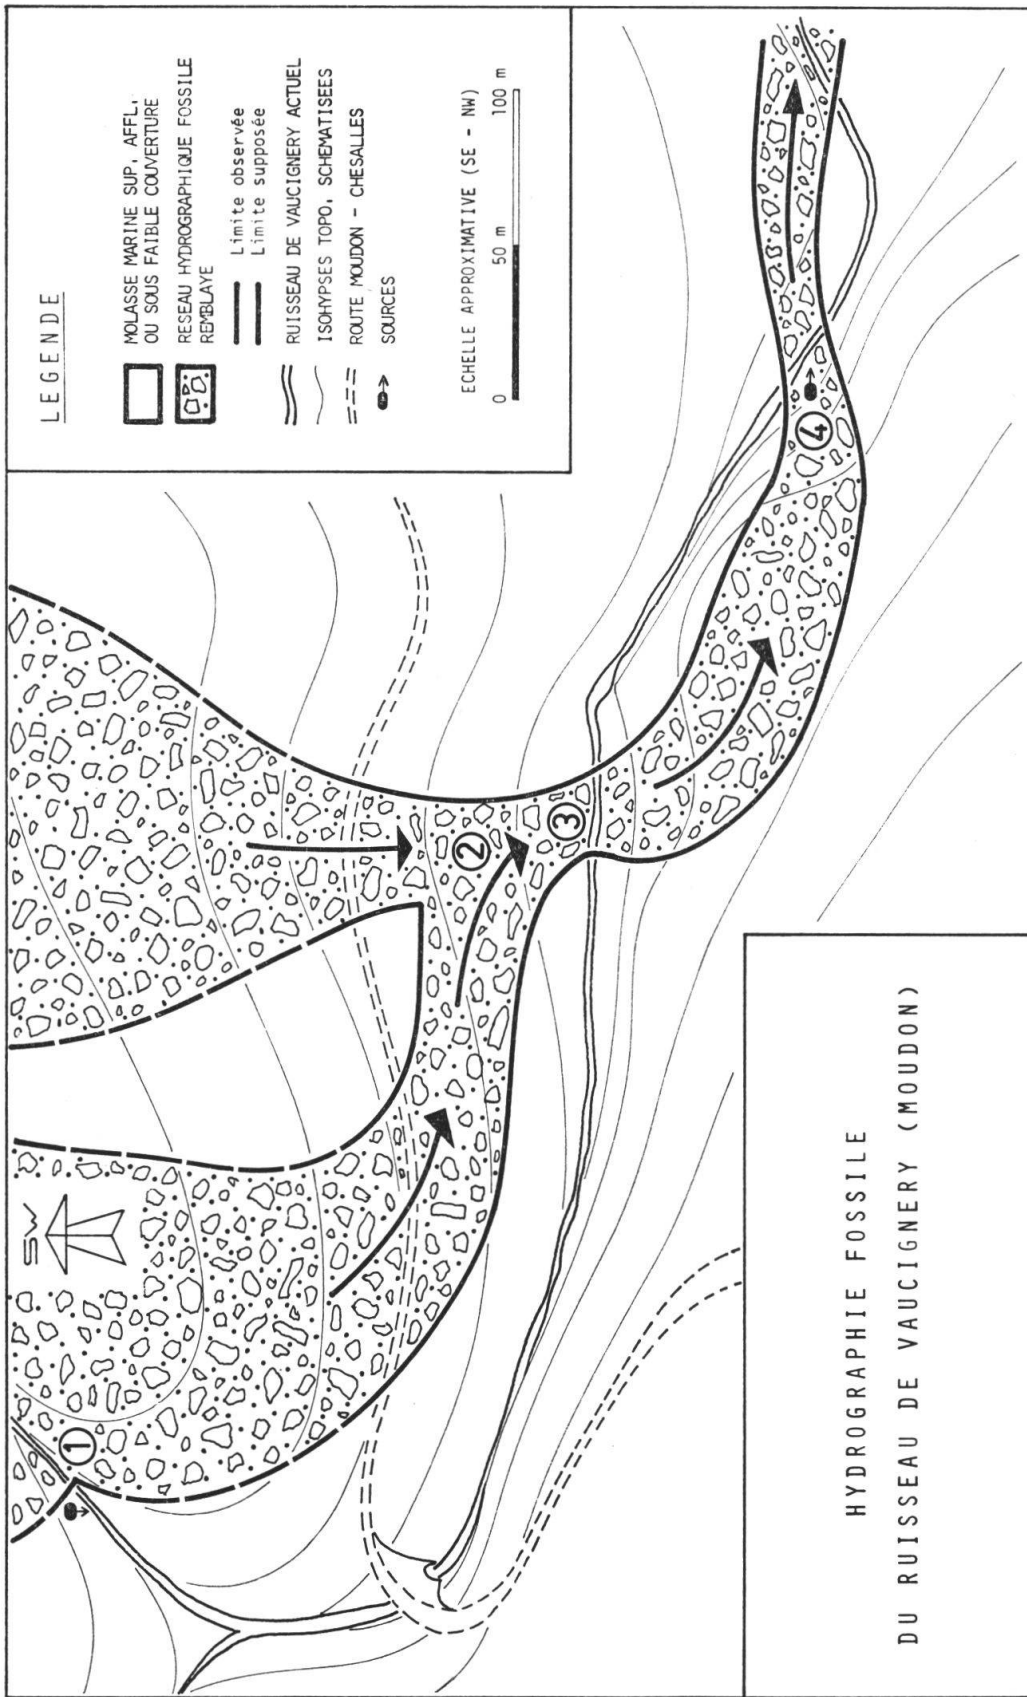 LEGENDE
MOLASSE MARINE SUP. AFFL.
OU SOUS FAIBLE COUVERTURE
RESEAU HYDROGRAPHIQUE FOSSILE
REMBLAYE
Limite observée
Limite supposée
RUISSEAU DE VAUCIGNERY ACTUEL
ISOHYPSES TOPO. SCHEMATISEES
ROUTE MOUDON - CHESALLES
SOURCES
ECHELLE APPROXIMATIVE (SE - NW)
0 50 m 100 m
SW
1
2
3
4
HYDROGRAPHIE FOSSILE
DU RUISSEAU DE VAUCIGNERY (MOUDON)